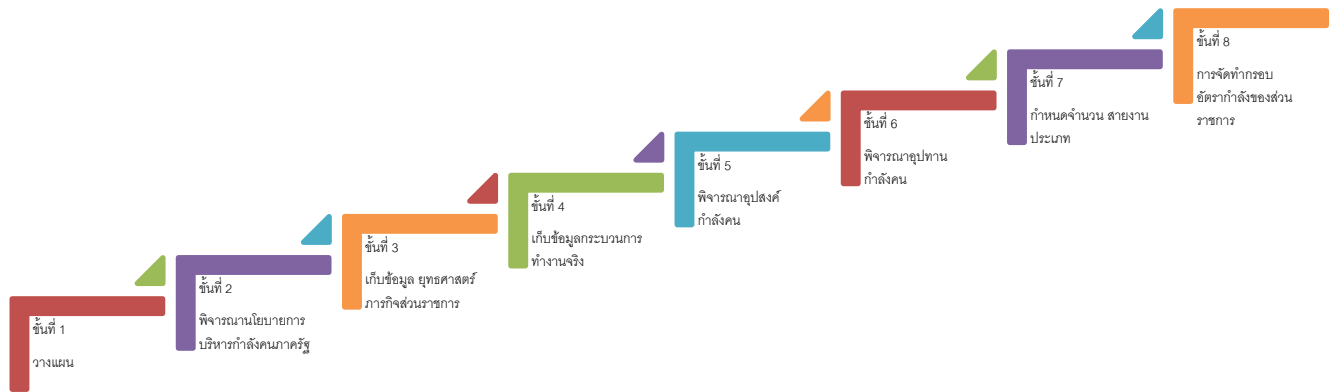 ขั้นที่ 1
วางแผน
ขั้นที่ 2
พิจารณานโยบายการ
บริหารกำลังคนภาครัฐ
ขั้นที่ 3
เก็บข้อมูล ยุทธศาสตร์
ภารกิจส่วนราชการ
ขั้นที่ 4
เก็บข้อมูลกระบวนการ
ทำงานจริง
ขั้นที่ 5
พิจารณาอุปสงค์
กำลังคน
ขั้นที่ 6
พิจารณาอุปทาน
กำลังคน
ขั้นที่ 7
กำหนดจำนวน สายงาน
ประเภท
ขั้นที่ 8
การจัดทำกรอบ
อัตรากำลังของส่วน
ราชการ